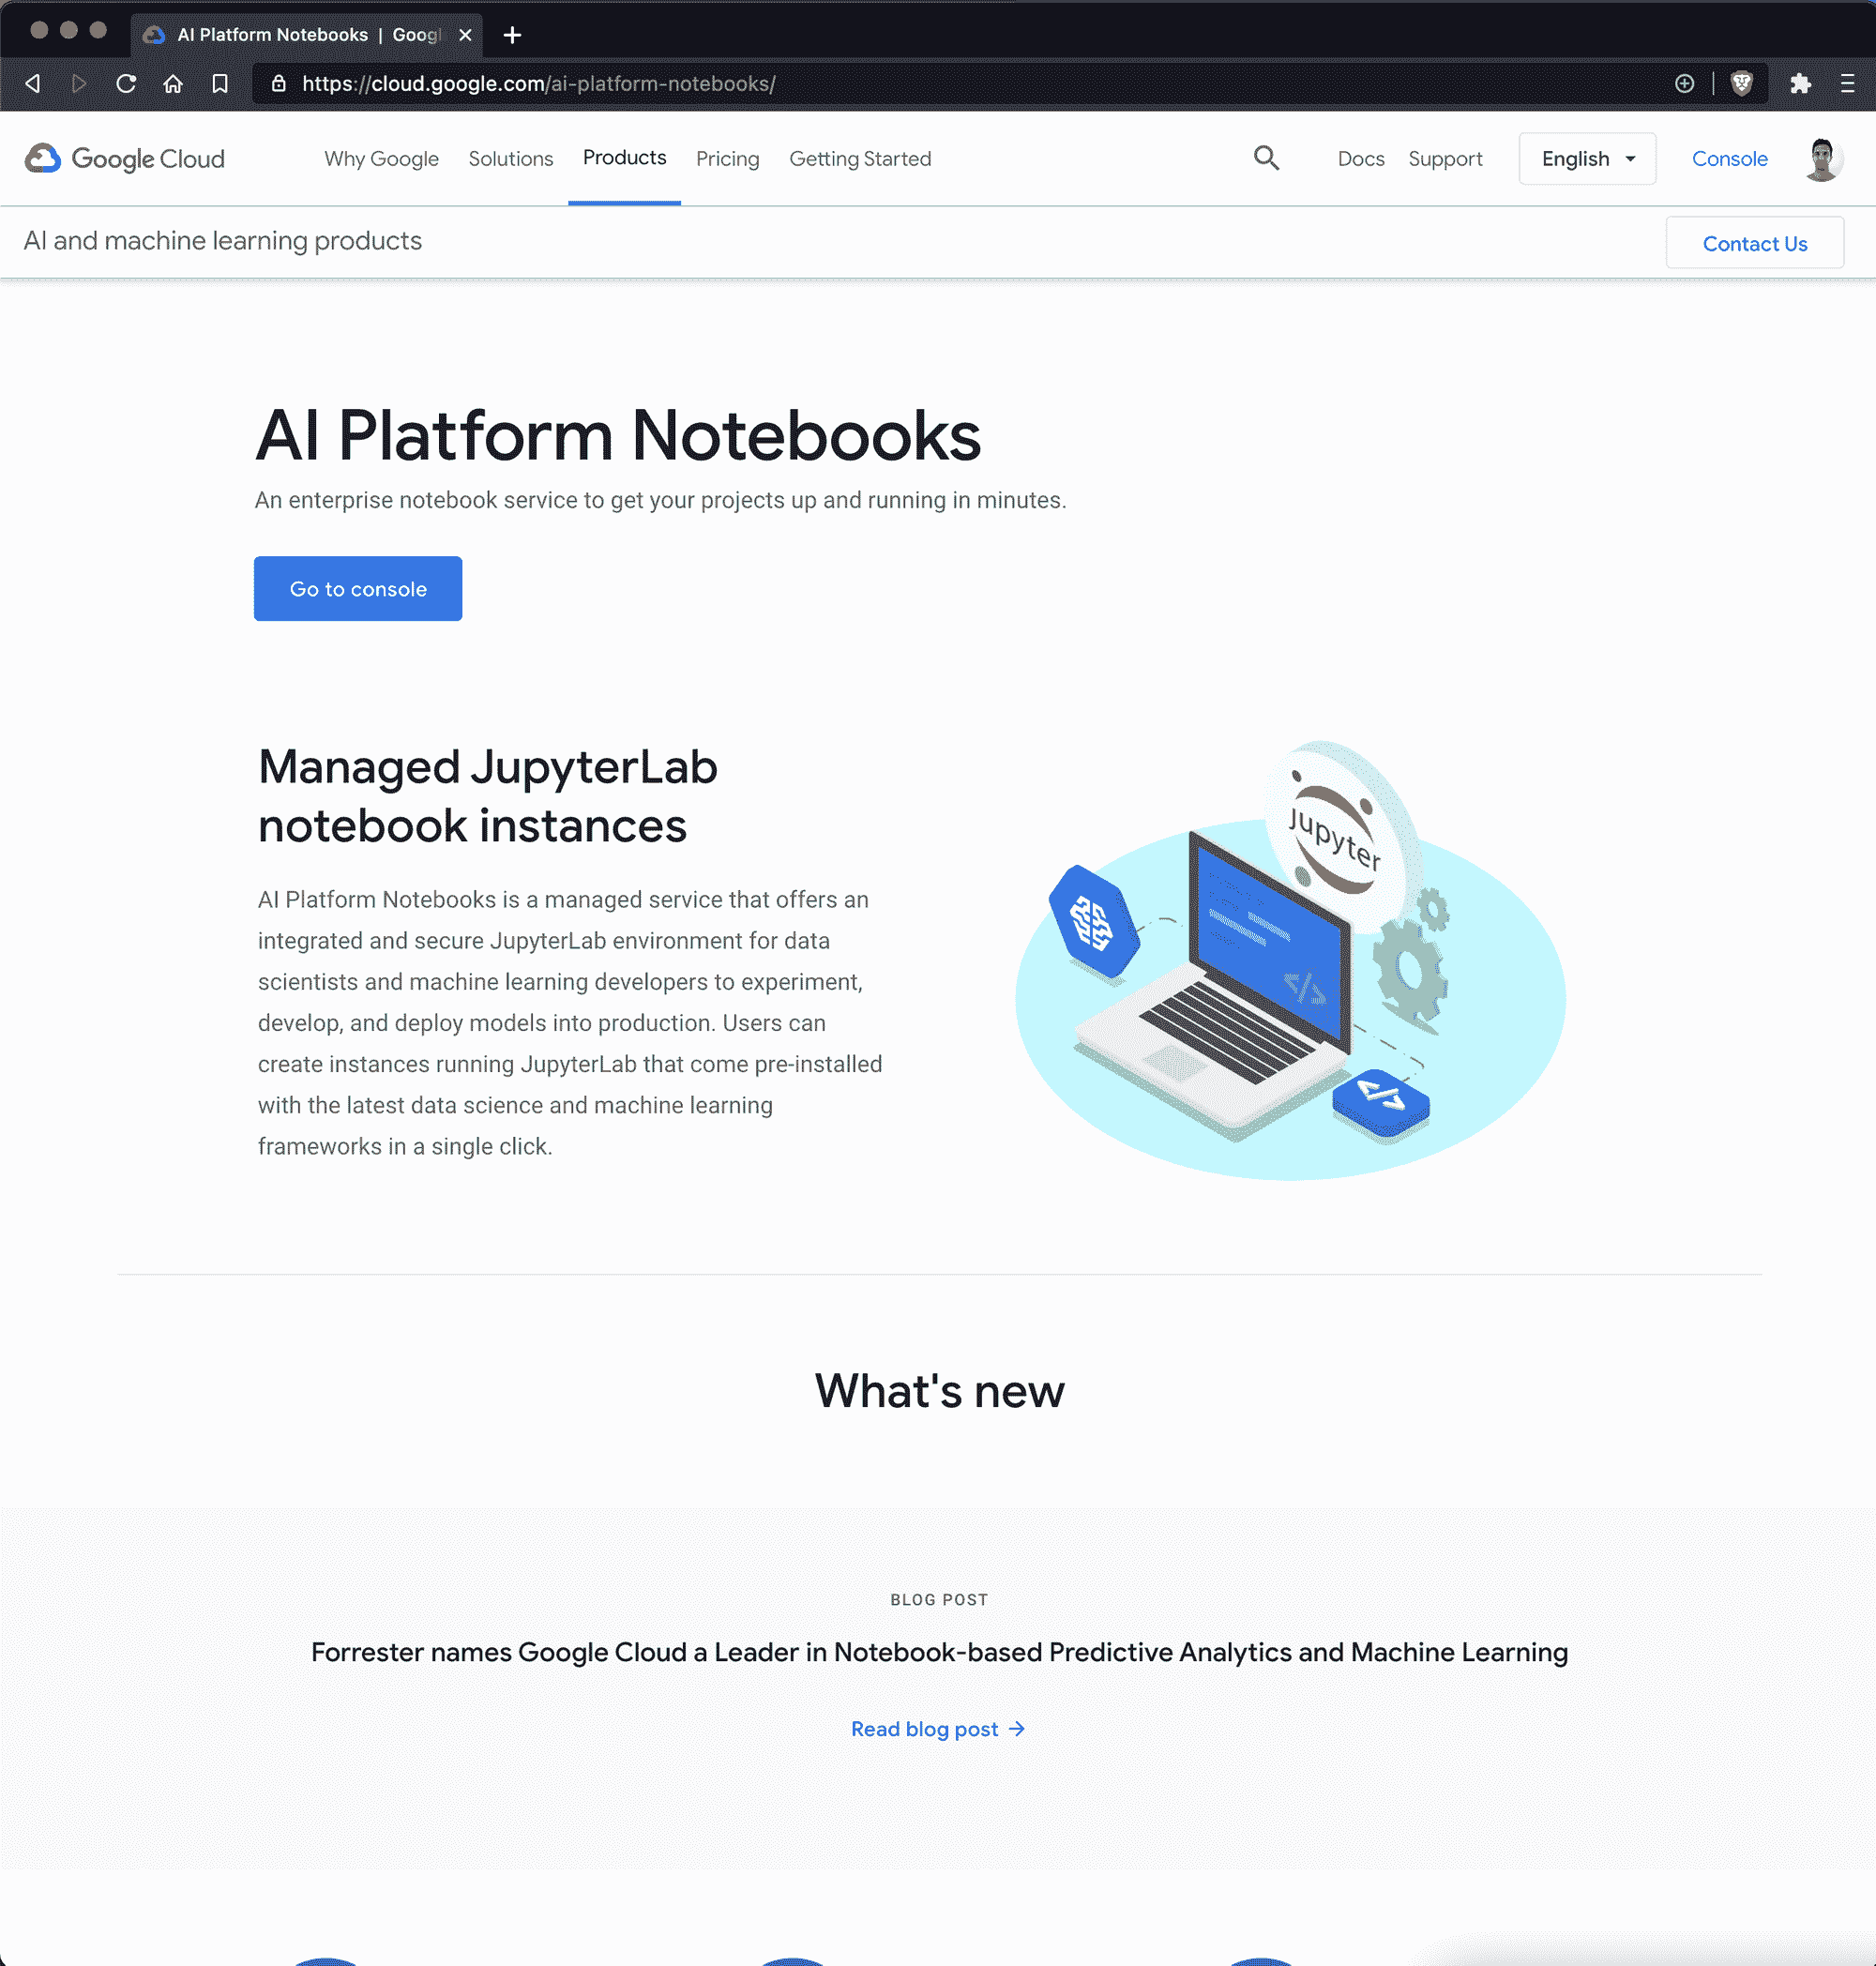 AI Platform Notebooks | Googl
https://cloud.google.com/ai-platform-notebooks/
Google Cloud
Why Google Solutions Products Pricing Getting Started Docs Support English Console
AI and machine learning products
Contact Us
AI Platform Notebooks
An enterprise notebook service to get your projects up and running in minutes.
Go to console
Managed JupyterLab
notebook instances
AI Platform Notebooks is a managed service that offers an
integrated and secure JupyterLab environment for data
scientists and machine learning developers to experiment,
develop, and deploy models into production. Users can
create instances running JupyterLab that come pre-installed
with the latest data science and machine learning
frameworks in a single click.
Jupyter
</>
</>
What's new
BLOG POST
Forrester names Google Cloud a Leader in Notebook-based Predictive Analytics and Machine Learning
Read blog post →